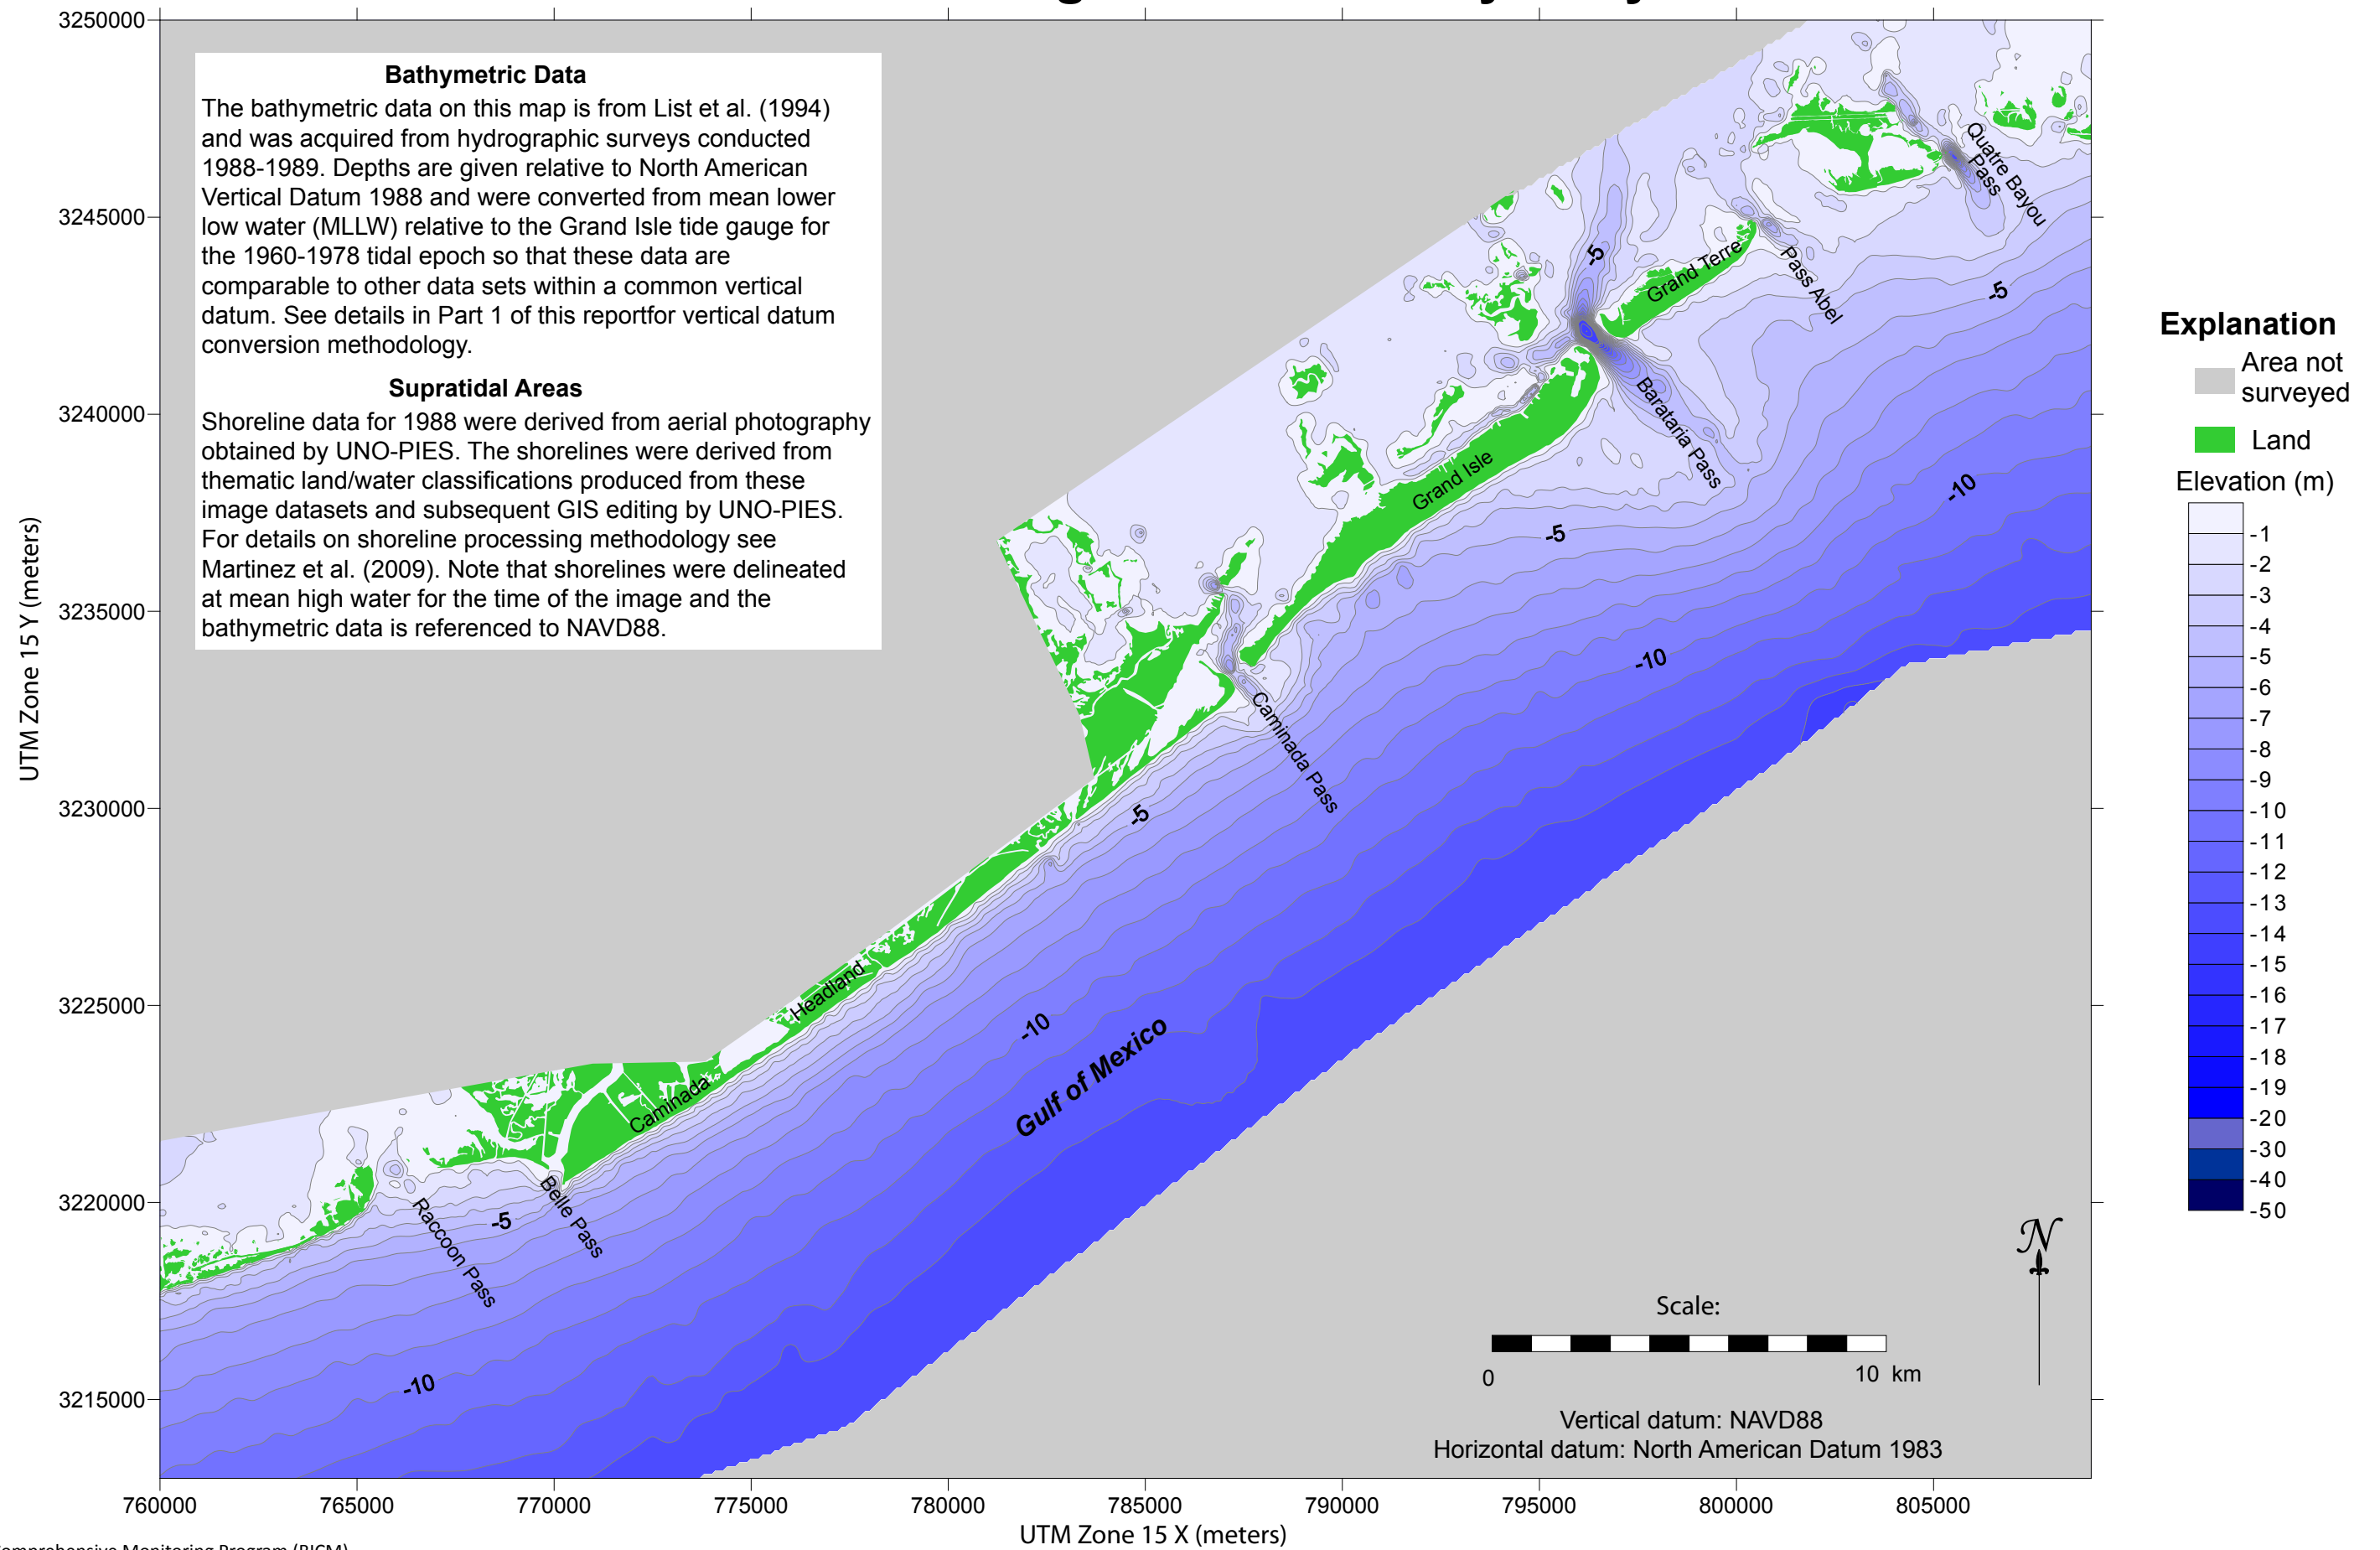 Bathymetric Data
The bathymetric data on this map is from List et al. (1994)
and was acquired from hydrographic surveys conducted
1988-1989. Depths are given relative to North American
Vertical Datum 1988 and were converted from mean lower
low water (MLLW) relative to the Grand Isle tide gauge for
the 1960-1978 tidal epoch so that these data are
comparable to other data sets within a common vertical
datum. See details in Part 1 of this reportfor vertical datum
conversion methodology.
Supratidal Areas
Shoreline data for 1988 were derived from aerial photography
obtained by UNO-PIES. The shorelines were derived from
thematic land/water classifications produced from these
image datasets and subsequent GIS editing by UNO-PIES.
For details on shoreline processing methodology see
Martinez et al. (2009). Note that shorelines were delineated
at mean high water for the time of the image and the
bathymetric data is referenced to NAVD88.
UTM Zone 15 Y (meters)
3250000
3245000
3240000
3235000
3230000
3225000
3220000
3215000
Quatre Bayou
Pass
Pass Abel
Grand Terre
-5
-5
Barataria Pass
Grand Isle
-5
-10
-10
Caminada Pass
-5
Headland
-10
Gulf of Mexico
Caminada
Belle Pass
-5
Raccoon Pass
-10
Explanation
Area not
surveyed
Land
Elevation (m)
-1
-2
-3
-4
-5
-6
-7
-8
-9
-10
-11
-12
-13
-14
-15
-16
-17
-18
-19
-20
-30
-40
-50
N
Scale:
0
10 km
Vertical datum: NAVD88
Horizontal datum: North American Datum 1983
760000
765000
770000
775000
780000
785000
790000
795000
800000
805000
UTM Zone 15 X (meters)
Comprehensive Monitoring Program (BICM)